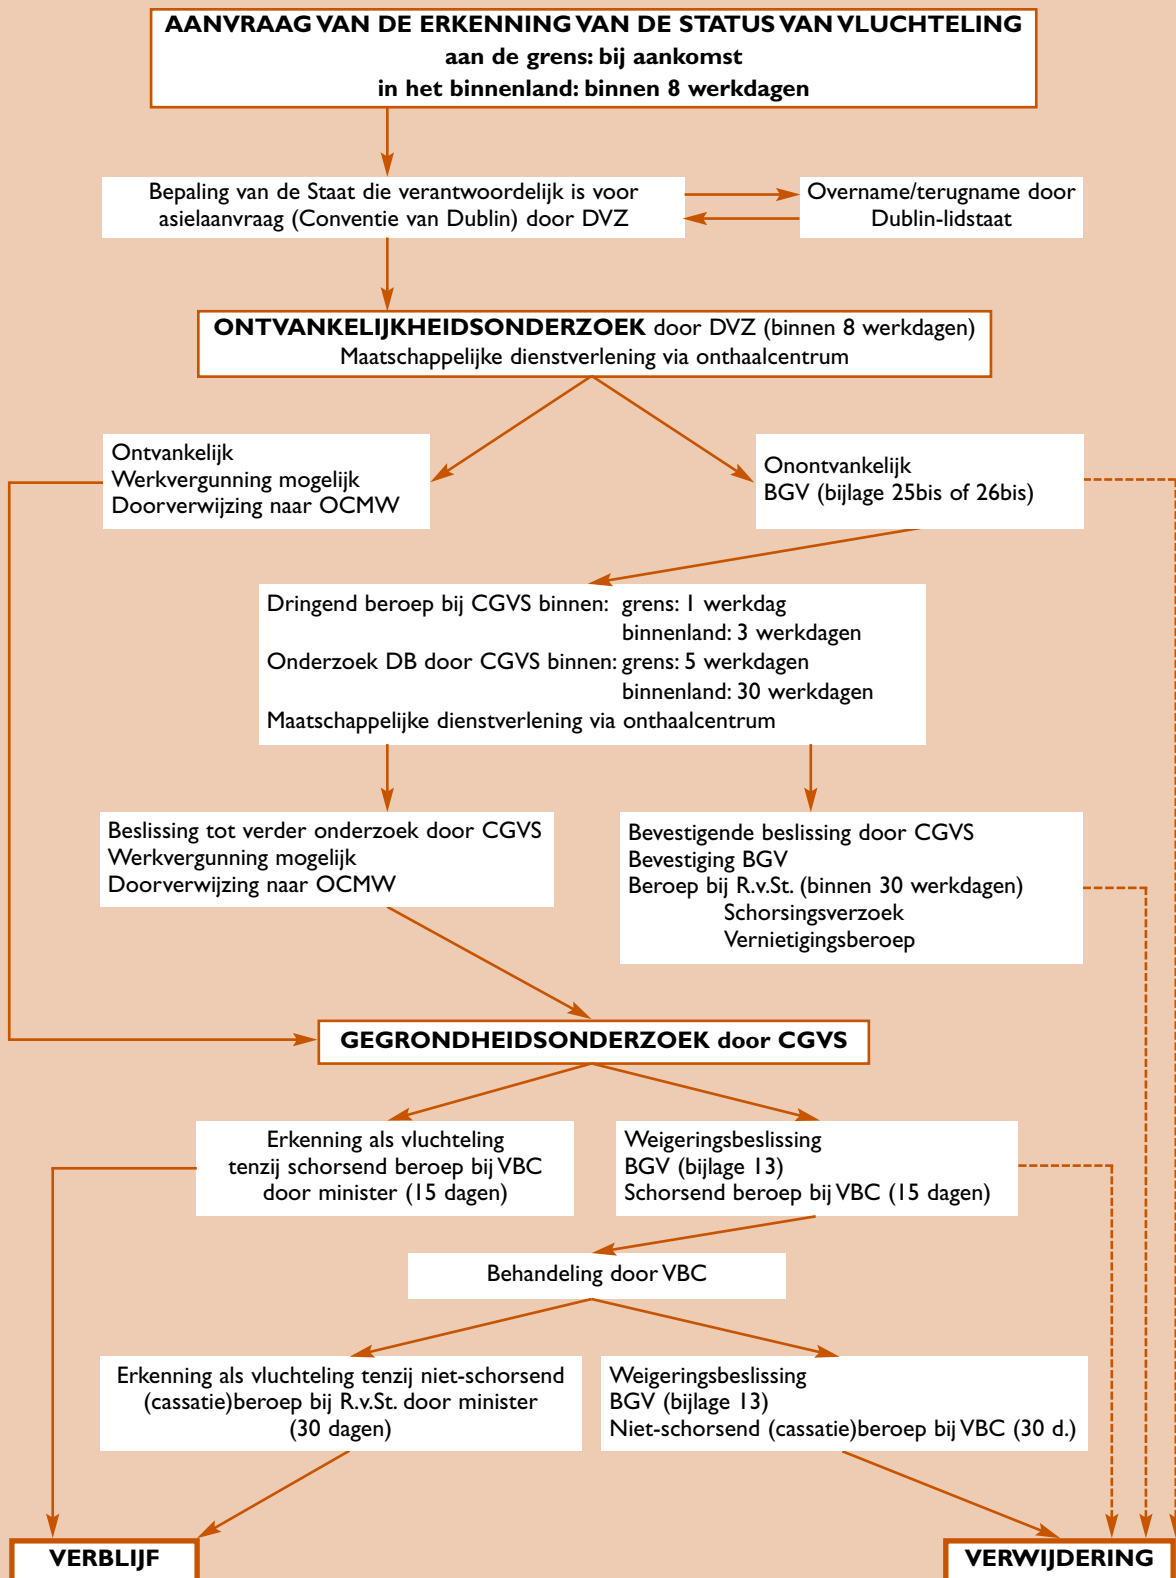 AANVRAAG VAN DE ERKENNING VAN DE STATUS VAN VLUCHTELING
aan de grens: bij aankomst
in het binnenland: binnen 8 werkdagen
Bepaling van de Staat die verantwoordelijk is voor
asielaanvraag (Conventie van Dublin) door DVZ
Overname/terugname door
Dublin-lidstaat
ONTVANKELIJKHEIDSONDERZOEK door DVZ (binnen 8 werkdagen)
Maatschappelijke dienstverlening via onthaalcentrum
Ontvankelijk
Werkvergunning mogelijk
Doorverwijzing naar OCMW
Onontvankelijk
BGV (bijlage 25bis of 26bis)
Dringend beroep bij CGVS binnen: grens: 1 werkdag
binnenland: 3 werkdagen
Onderzoek DB door CGVS binnen: grens: 5 werkdagen
binnenland: 30 werkdagen
Maatschappelijke dienstverlening via onthaalcentrum
Beslissing tot verder onderzoek door CGVS
Werkvergunning mogelijk
Doorverwijzing naar OCMW
Bevestigende beslissing door CGVS
Bevestiging BGV
Beroep bij R.v.St. (binnen 30 werkdagen)
Schorsingsverzoek
Vernietigingsberoep
GEGRONDHEIDSONDERZOEK door CGVS
Erkenning als vluchteling
tenzij schorsend beroep bij VBC
door minister (15 dagen)
Weigeringsbeslissing
BGV (bijlage 13)
Schorsend beroep bij VBC (15 dagen)
Behandeling door VBC
Erkenning als vluchteling tenzij niet-schorsend
(cassatie)beroep bij R.v.St. door minister
(30 dagen)
Weigeringsbeslissing
BGV (bijlage 13)
Niet-schorsend (cassatie)beroep bij VBC (30 d.)
VERBLIJF
VERWIJDERING